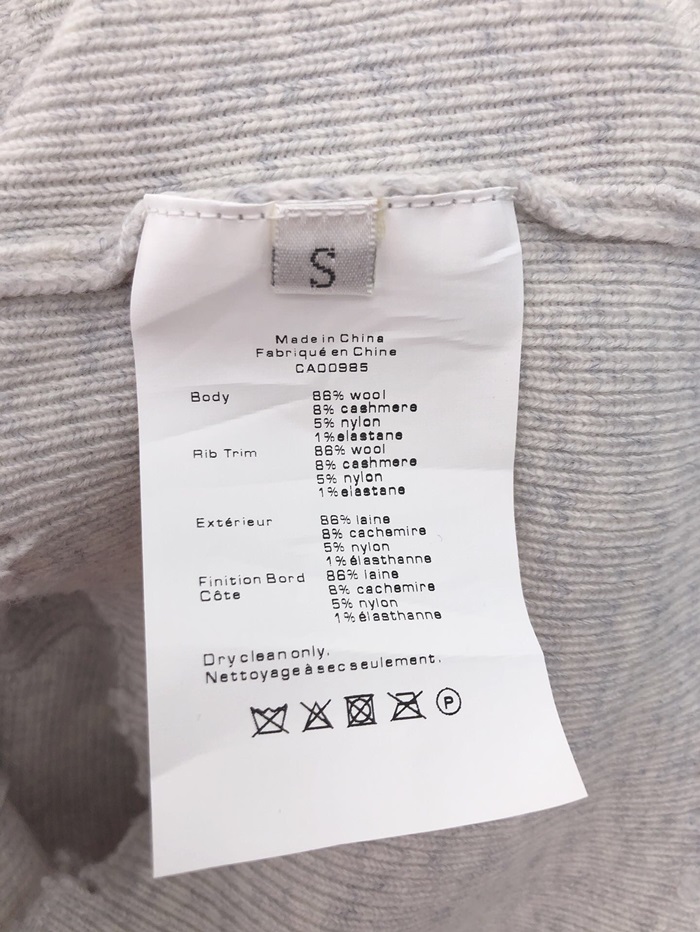 S
Made in China
Fabriqué en Chine
CA00985
Body 86% wool
8% cashmere
5% nylon
1% elastane
Rib Trim 86% wool
8% cashmere
5% nylon
1% elastane
Extérieur 86% laine
8% cachemire
5% nylon
1% élasthanne
Finition Bord Côte 86% laine
8% cachemire
5% nylon
1% élasthanne
Dry clean only.
Nettoyage à sec seulement.
P